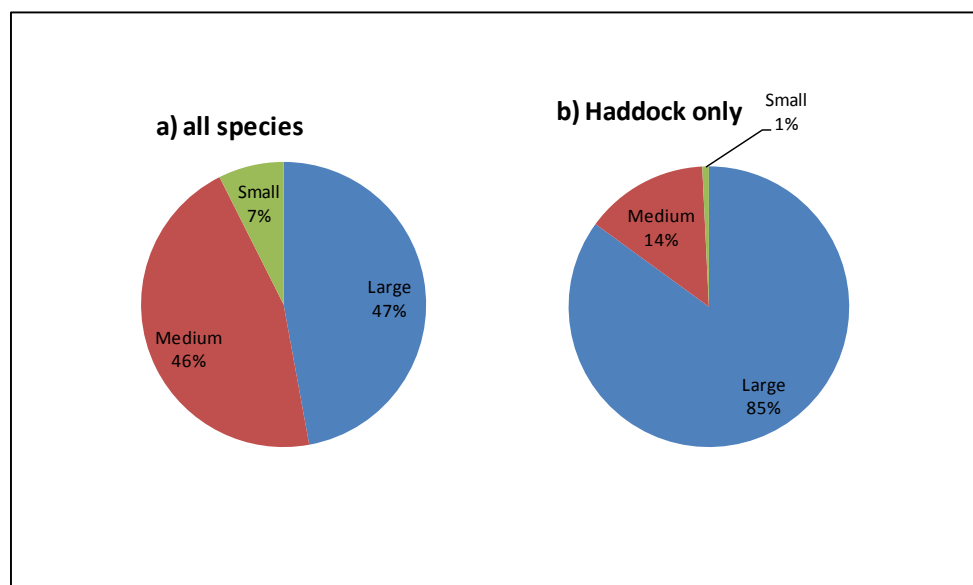 a) all species
Small
7%
Large
47%
Medium
46%
b) Haddock only
Small
1%
Medium
14%
Large
85%